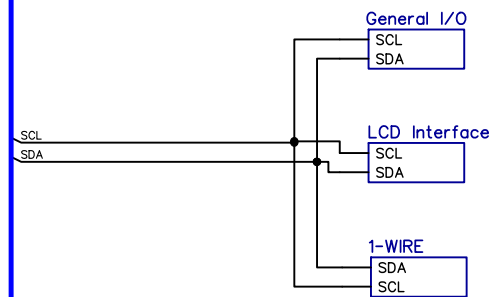 General I/O
SCL
SDA
SCL
SDA
LCD Interface
SCL
SDA
1-WIRE
SDA
SCL